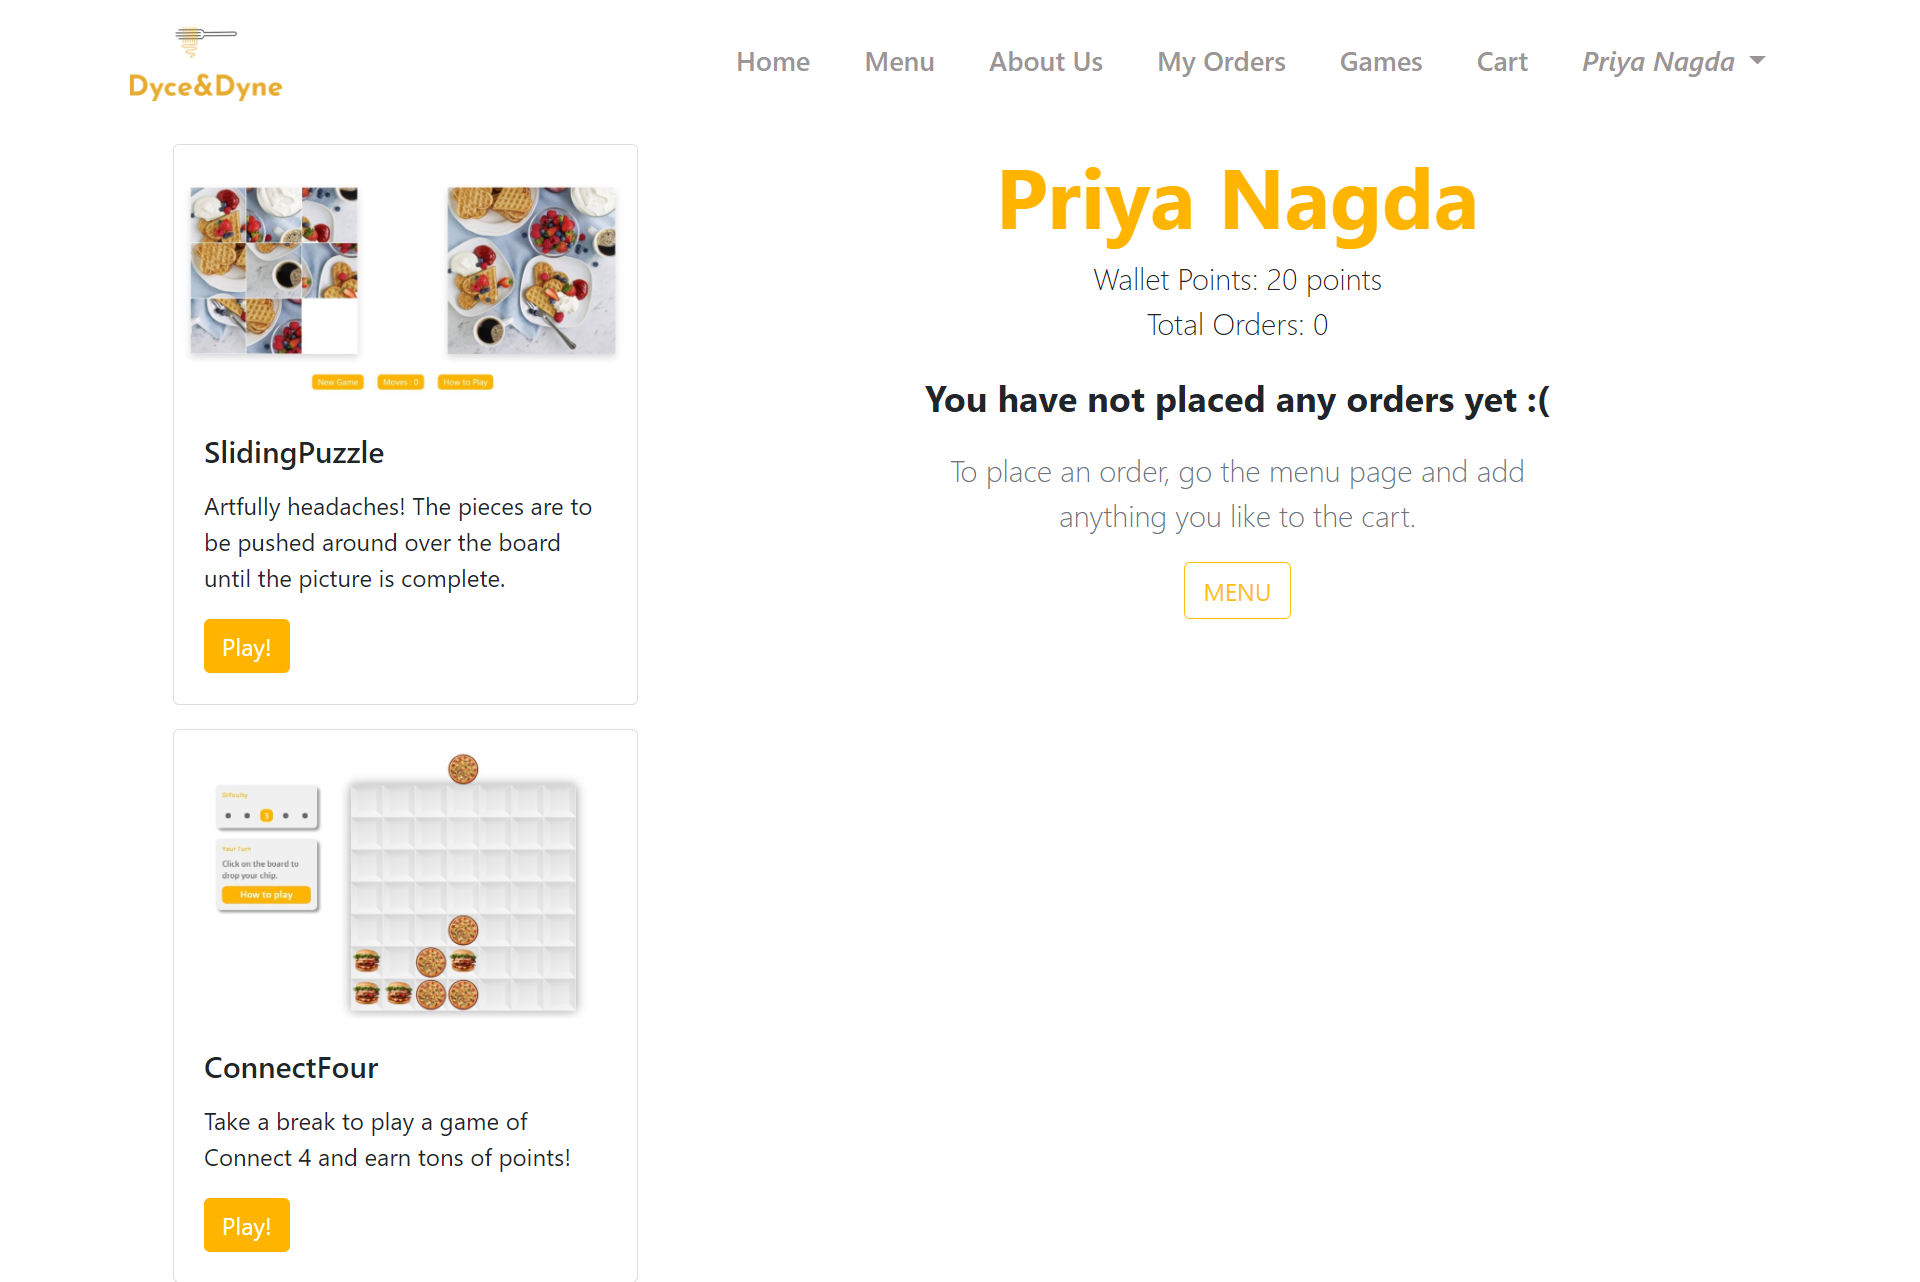 Dyce&Dyne
Home
Menu
About Us
My Orders
Games
Cart
Priya Nagda
New Game
Moves : 0
How to Play
SlidingPuzzle
Artfully headaches! The pieces are to
be pushed around over the board
until the picture is complete.
Play!
Difficulty
3
Your Turn
Click on the board to
drop your chip.
How to play
ConnectFour
Take a break to play a game of
Connect 4 and earn tons of points!
Play!
Priya Nagda
Wallet Points: 20 points
Total Orders: 0
You have not placed any orders yet :(
To place an order, go the menu page and add
anything you like to the cart.
MENU